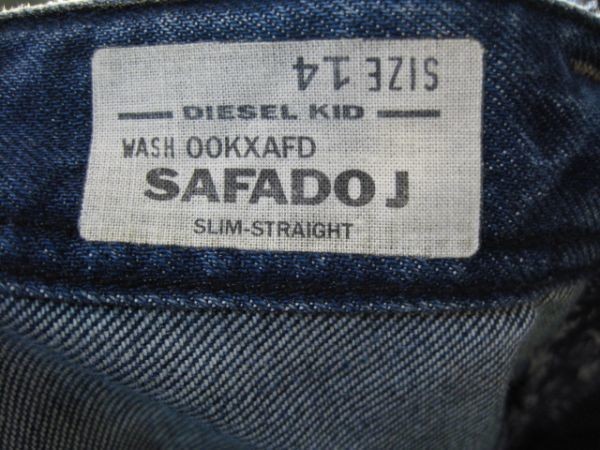 SIZE 14
DIESEL KID
WASH 00KXAFD
SAFADO J
SLIM-STRAIGHT